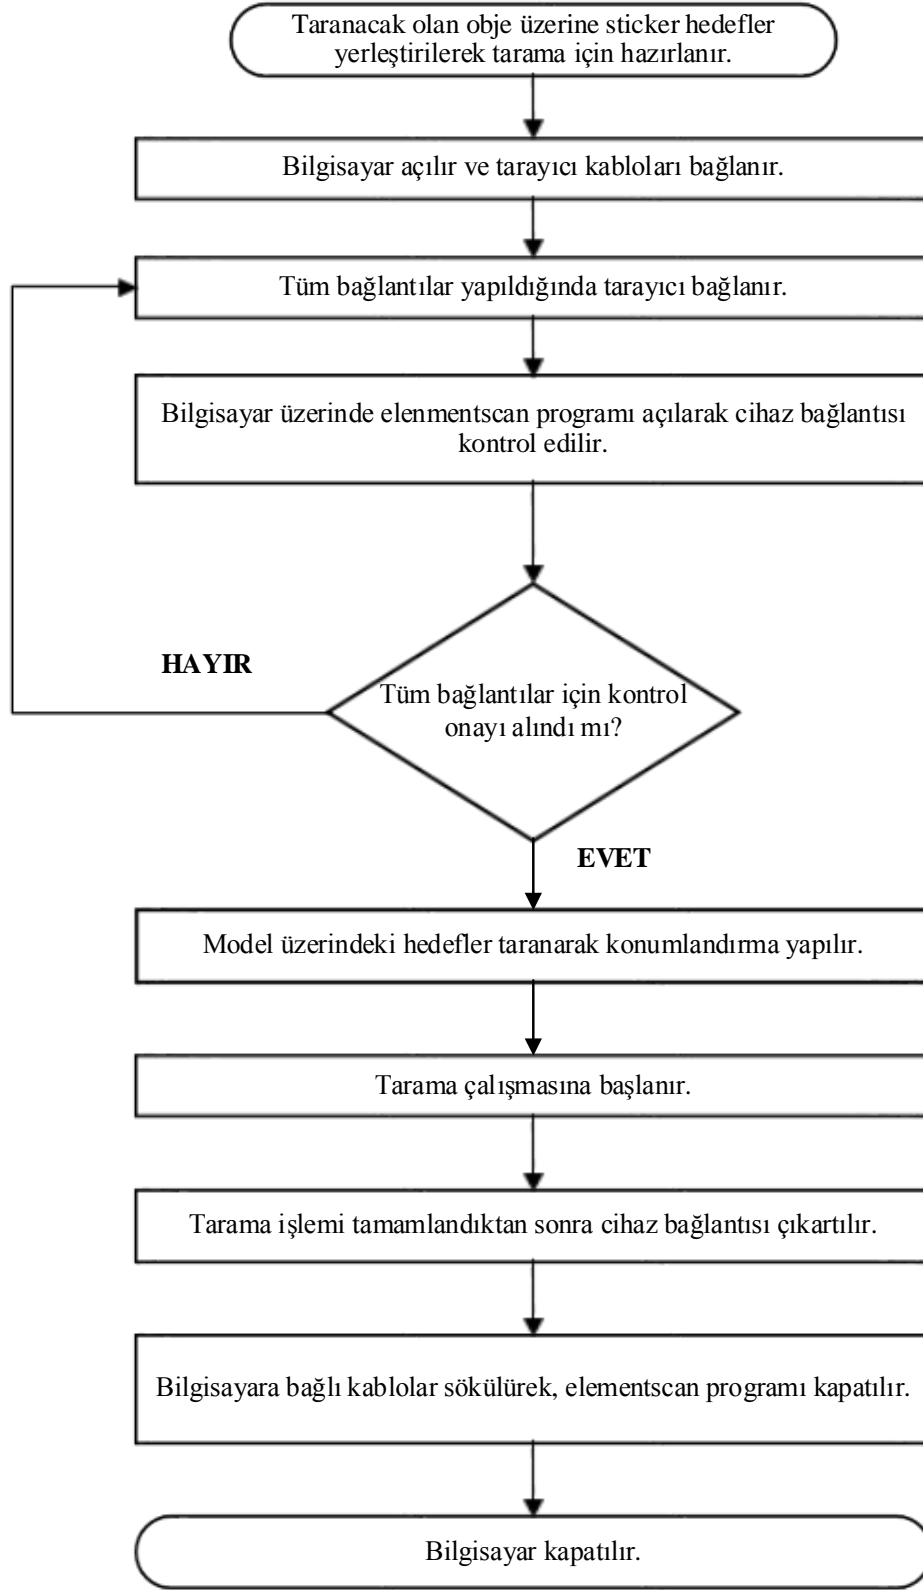 Taranacak olan obje üzerine sticker hedefler
yerleştirilerek tarama için hazırlanır.
Bilgisayar açılır ve tarayıcı kabloları bağlanır.
Tüm bağlantılar yapıldığında tarayıcı bağlanır.
Bilgisayar üzerinde elenmentscan programı açılarak cihaz bağlantısı
kontrol edilir.
HAYIR
Tüm bağlantılar için kontrol
onayı alındı mı?
EVET
Model üzerindeki hedefler taranarak konumlandırma yapılır.
Tarama çalışmasına başlanır.
Tarama işlemi tamamlandıktan sonra cihaz bağlantısı çıkartılır.
Bilgisayara bağlı kablolar sökülürek, elementscan programı kapatılır.
Bilgisayar kapatılır.